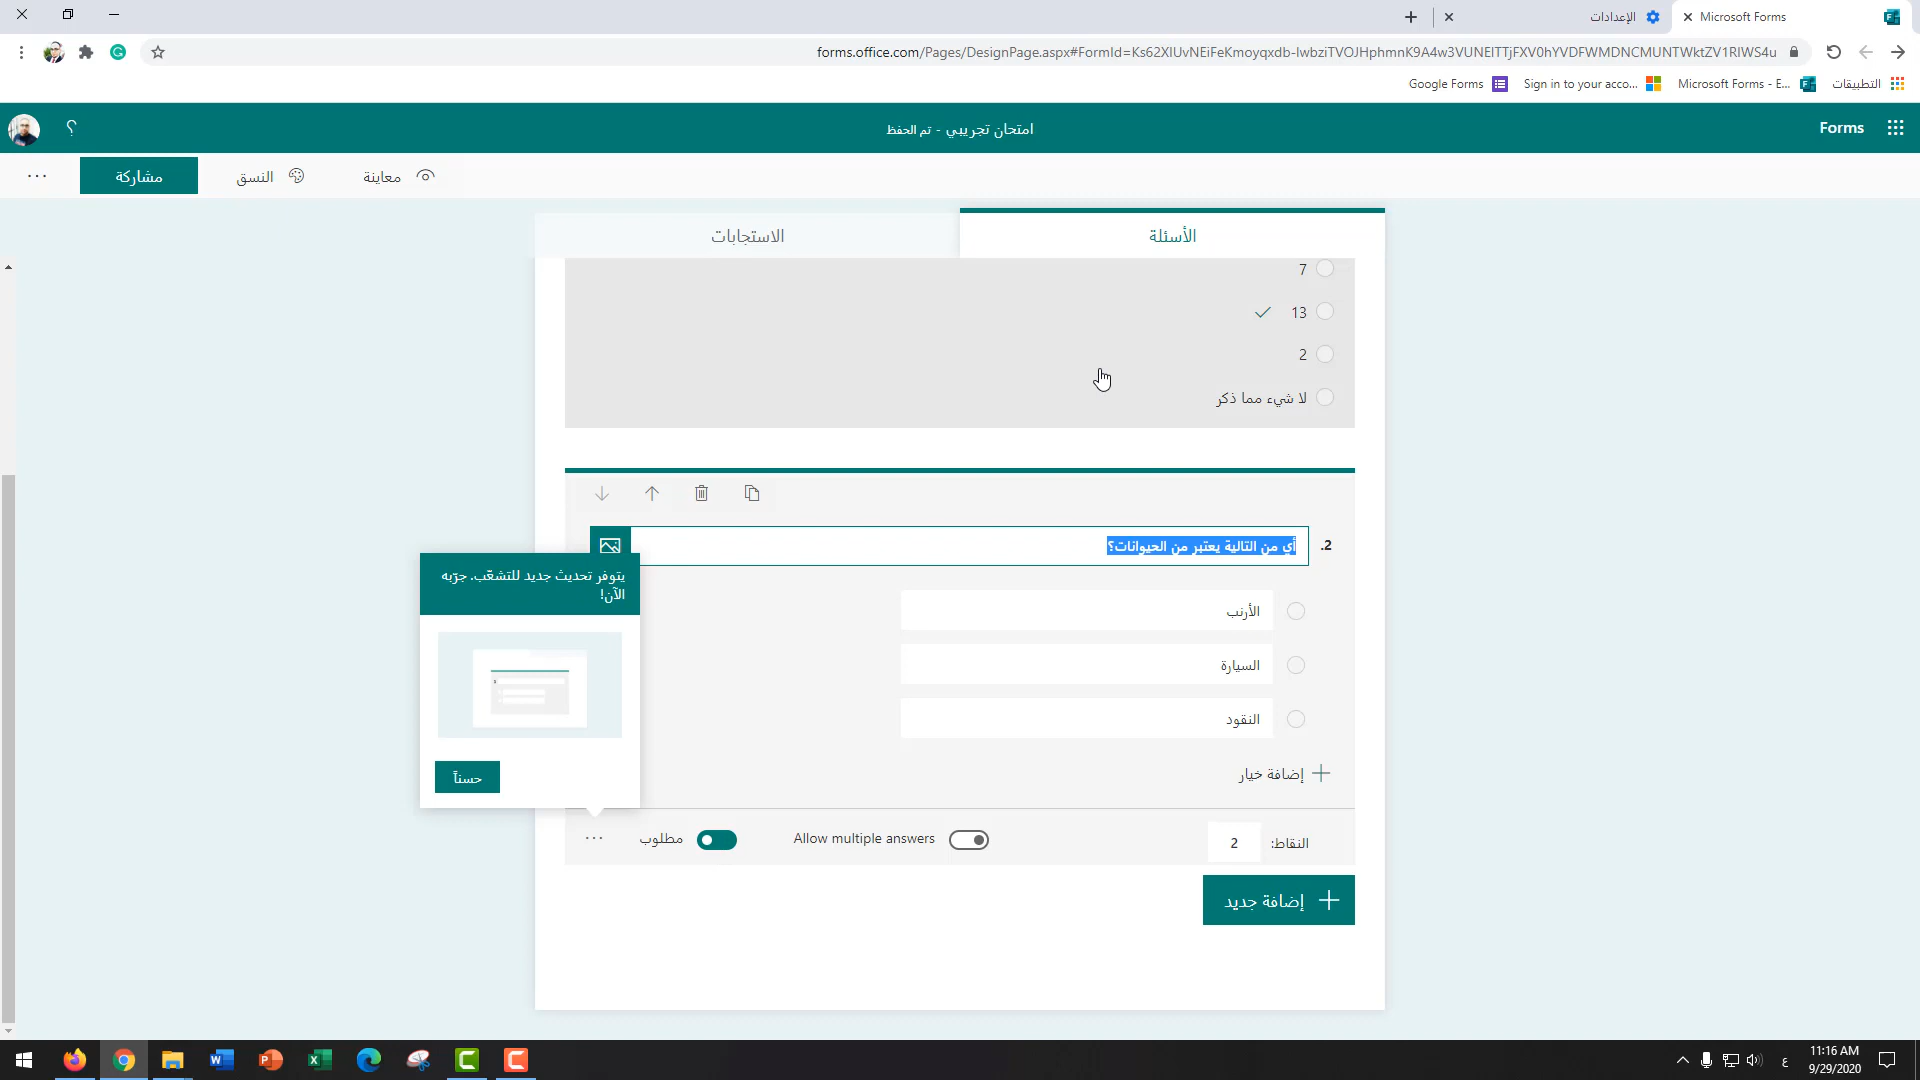 Microsoft Forms
الإعدادات
forms.office.com/Pages/DesignPage.aspx#FormId=Ks62XIUvNEiFeKmoyqxdb-IwbziTVOJHphmnK9A4w3VUNEITTjFXV0hYVDFWMDNCMUNTWktZV1RIWS4u
التطبيقات
Microsoft Forms - E...
Sign in to your acco...
Google Forms
Forms
امتحان تجريبي - تم الحفظ
؟
معاينة
النسق
مشاركة
الأسئلة
الاستجابات
7
13
2
لا شيء مما ذكر
2.
أي من التالية يعتبر من الحيوانات؟
يتوفر تحديث جديد للتشعّب. جرّبه
الآن!
الأرنب
السيارة
النقود
إضافة خيار
حسناً
النقاط:
2
Allow multiple answers
مطلوب
إضافة جديد
ع
11:16 AM
9/29/2020